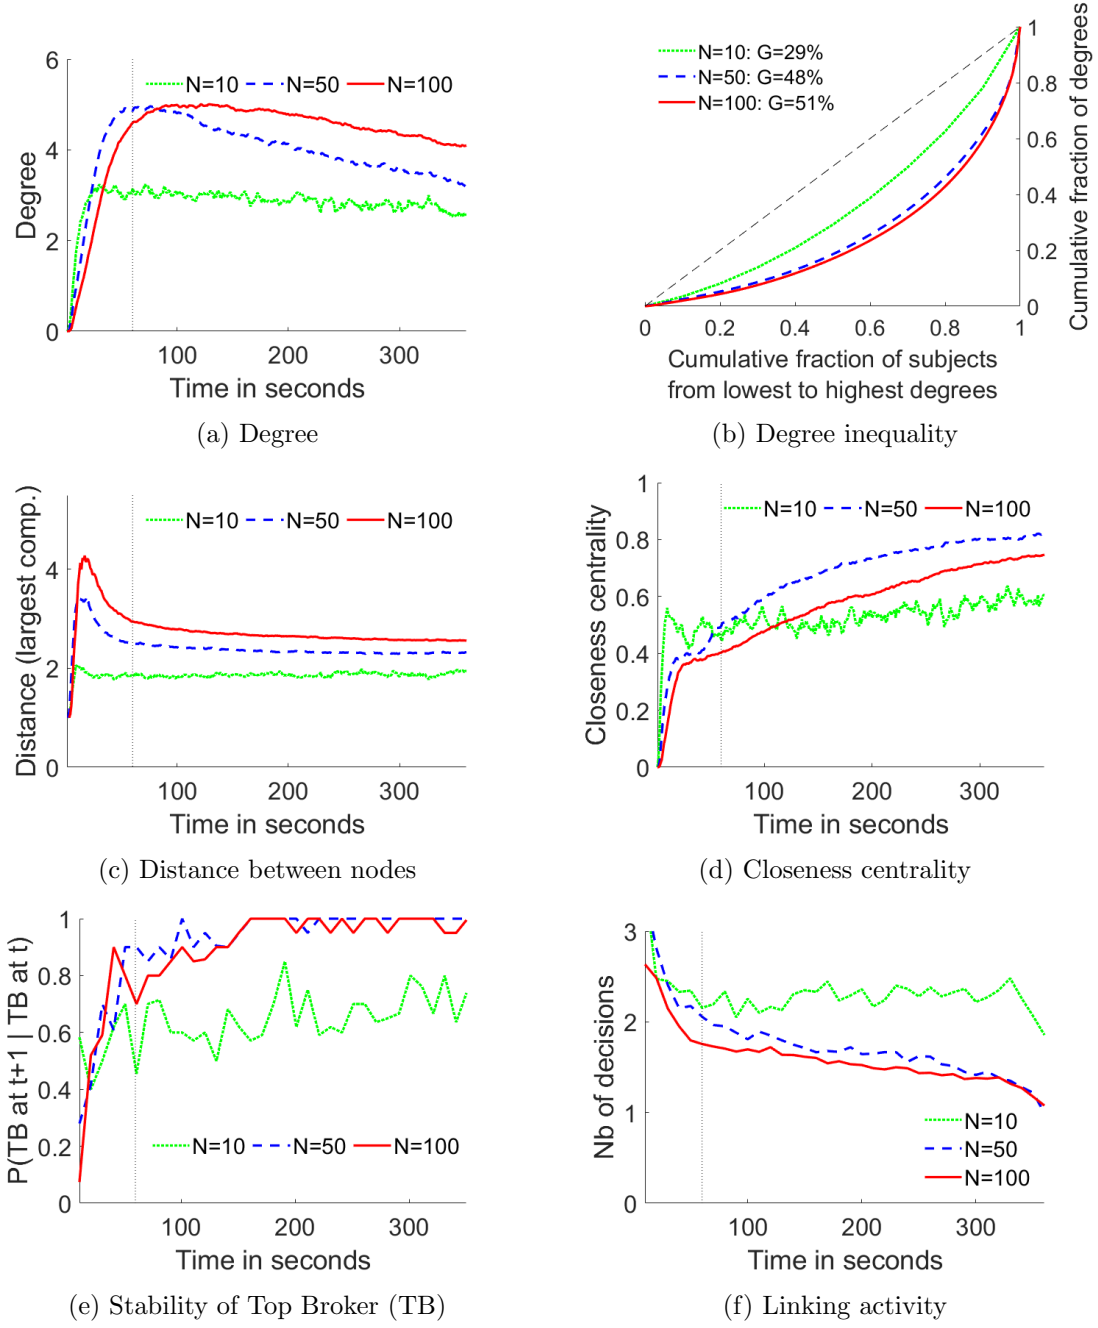 6
4
2
0
Degree
N=10
N=50
N=100
100
200
300
Time in seconds
(a) Degree
N=10: G=29%
N=50: G=48%
N=100: G=51%
1
0.8
0.6
0.4
0.2
0
Cumulative fraction of degrees
0
0.2
0.4
0.6
0.8
1
Cumulative fraction of subjects
from lowest to highest degrees
(b) Degree inequality
Distance (largest comp.)
4
2
0
N=10
N=50
N=100
100
200
300
Time in seconds
(c) Distance between nodes
Closeness centrality
1
0.8
0.6
0.4
0.2
0
N=10
N=50
N=100
100
200
300
Time in seconds
(d) Closeness centrality
P(TB at t+1 | TB at t)
1
0.8
0.6
0.4
0.2
0
N=10
N=50
N=100
100
200
300
Time in seconds
(e) Stability of Top Broker (TB)
Nb of decisions
3
2
1
0
N=10
N=50
N=100
100
200
300
Time in seconds
(f) Linking activity